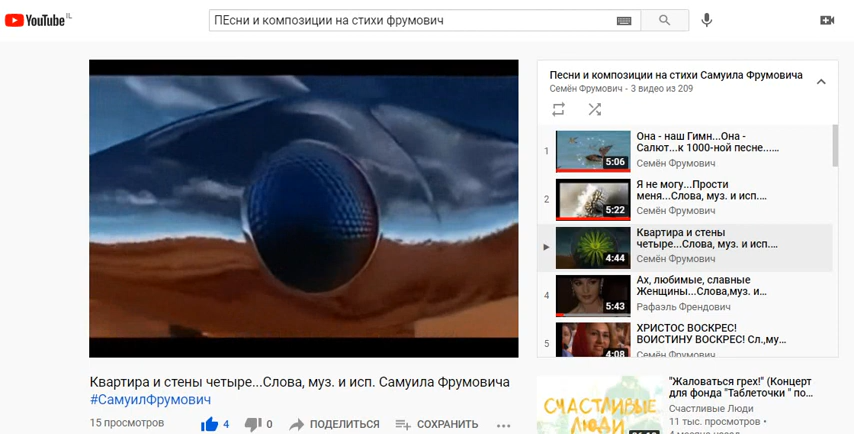 YouTube IL
ПЕсни и композиции на стихи фрумович
Песни и композиции на стихи Самуила Фрумовича
Семён Фрумович - 3 видео из 209
1
Она - наш Гимн...Она -
Салют...к 1000-ной песне...…
Семён Фрумович
5:06
2
Я не могу...Прости
меня...Слова, муз. и исп.…
Семён Фрумович
5:22
Квартира и стены
четыре...Слова, муз. и исп.…
Семён Фрумович
4:44
4
Ах, любимые, славные
Женщины...Слова,муз. и…
Рафаэль Френдович
5:43
5
ХРИСТОС ВОСКРЕС!
ВОИСТИНУ ВОСКРЕС! Сл.,му…
Семён Фрумович
4:08
Квартира и стены четыре...Слова, муз. и исп. Самуила Фрумовича
#СамуилФрумович
15 просмотров
4
0
ПОДЕЛИТЬСЯ
СОХРАНИТЬ
СЧАСТЛИВЫЕ
ЛЮДИ
"Жаловаться грех!" (Концерт
для фонда "Таблеточки " по…
Счастливые Люди
11 тыс. просмотров •